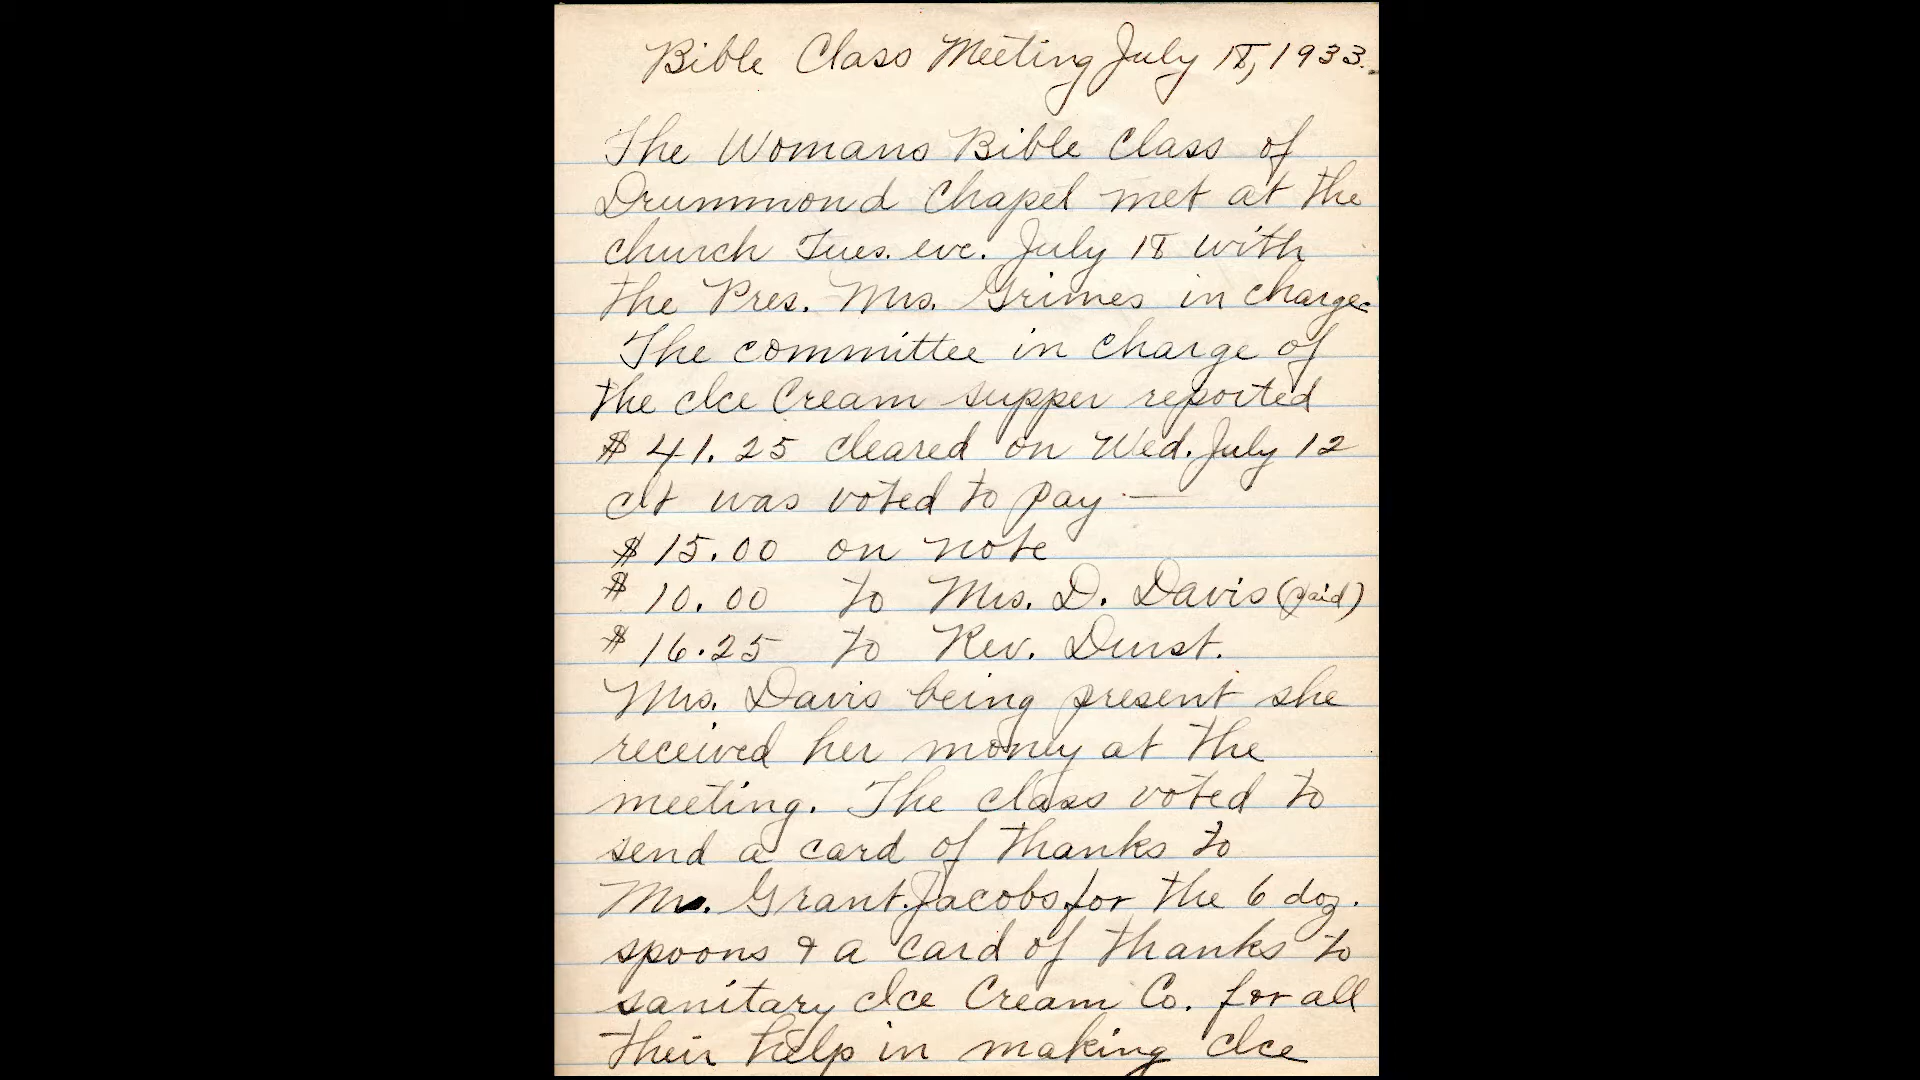 Bible Class Meeting July 18, 1933.
The Womans Bible Class of
Drummond Chapel met at the
church Tues. eve. July 18 with
the Pres. Mrs. Grimes in charge
The committee in charge of
the Ice Cream supper reported
$ 41.25 cleared on Wed. July 12
It was voted to pay —
$ 15.00 on note
$ 10.00 to Mrs. D. Davis (paid)
$ 16.25 to Rev. Durst.
Mrs. Davis being present she
received her money at the
meeting. The class voted to
send a card of thanks to
Mr. Grant Jacobs for the 6 doz.
spoons & a card of thanks to
sanitary Ice Cream Co. for all
their help in making Ice